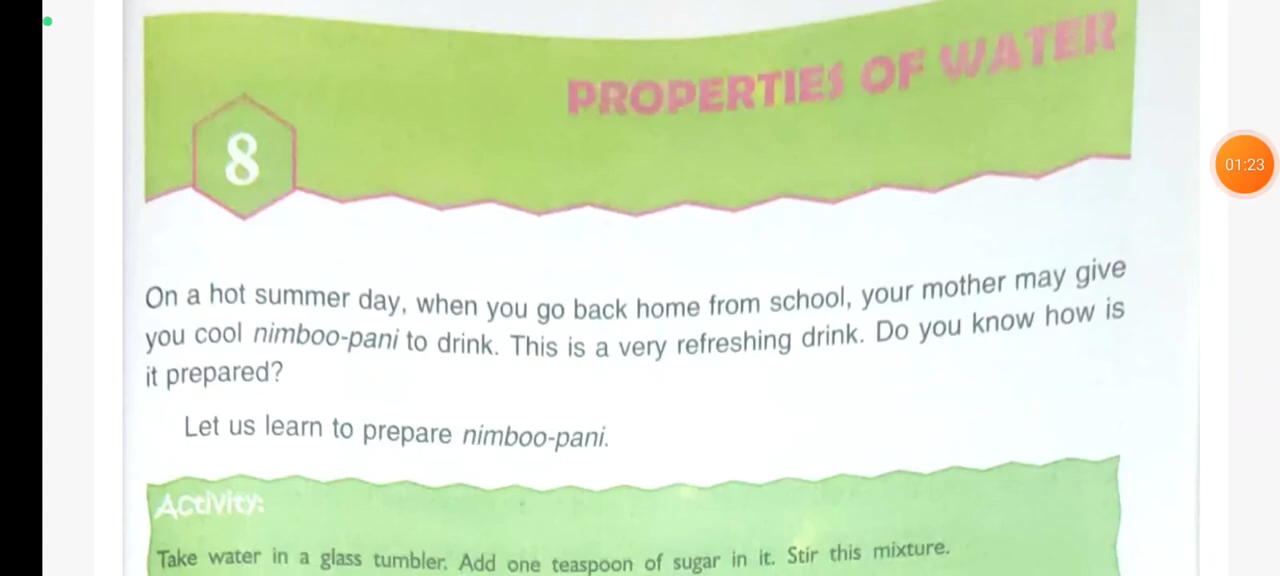 PROPERTIES OF WATER
8
01:23
On a hot summer day, when you go back home from school, your mother may give
you cool nimboo-pani to drink. This is a very refreshing drink. Do you know how is
it prepared?
Let us learn to prepare nimboo-pani.
Activity:
Take water in a glass tumbler. Add one teaspoon of sugar in it. Stir this mixture.